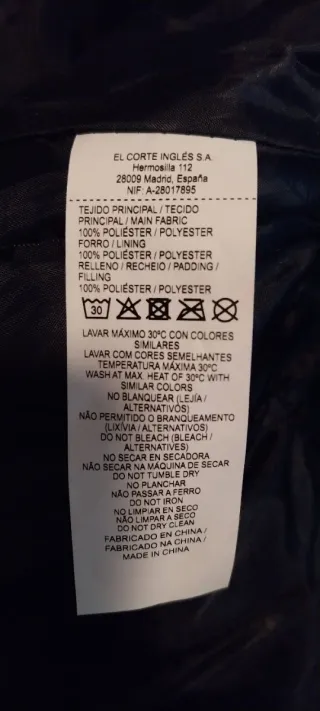 EL CORTE INGLÉS S.A.
Hermosilla 112
28009 Madrid, España
NIF: A-28017895
TEJIDO PRINCIPAL / TECIDO
PRINCIPAL / MAIN FABRIC
100% POLIÉSTER / POLYESTER
FORRO / LINING
100% POLIÉSTER / POLYESTER
RELLENO / RECHEIO / PADDING /
FILLING
100% POLIÉSTER / POLYESTER
30
LAVAR MÁXIMO 30ºC CON COLORES
SIMILARES
LAVAR COM CORES SEMELHANTES
TEMPERATURA MÁXIMA 30ºC
WASH AT MAX. HEAT OF 30ºC WITH
SIMILAR COLORS
NO BLANQUEAR (LEJÍA /
ALTERNATIVOS)
NÃO PERMITIDO O BRANQUEAMENTO
(LIXÍVIA / ALTERNATIVOS)
DO NOT BLEACH (BLEACH /
ALTERNATIVES)
NO SECAR EN SECADORA
NÃO SECAR NA MÁQUINA DE SECAR
DO NOT TUMBLE DRY
NO PLANCHAR
NÃO PASSAR A FERRO
DO NOT IRON
NO LIMPIAR EN SECO
NÃO LIMPAR A SECO
DO NOT DRY CLEAN
FABRICADO EN CHINA /
FABRICADO NA CHINA /
MADE IN CHINA